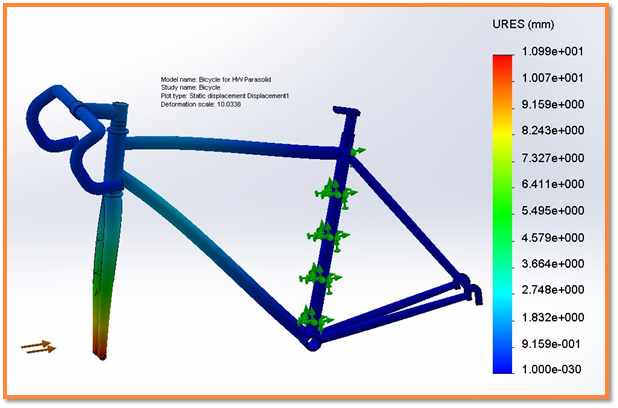 URES (mm)
Model name: Bicycle for HW Parasolid
Study name: Bicycle
Plot type: Static displacement Displacement1
Deformation scale: 10.0338
1.099e+001
1.007e+001
9.159e+000
8.243e+000
7.327e+000
6.411e+000
5.495e+000
4.579e+000
3.664e+000
2.748e+000
1.832e+000
9.159e-001
1.000e-030